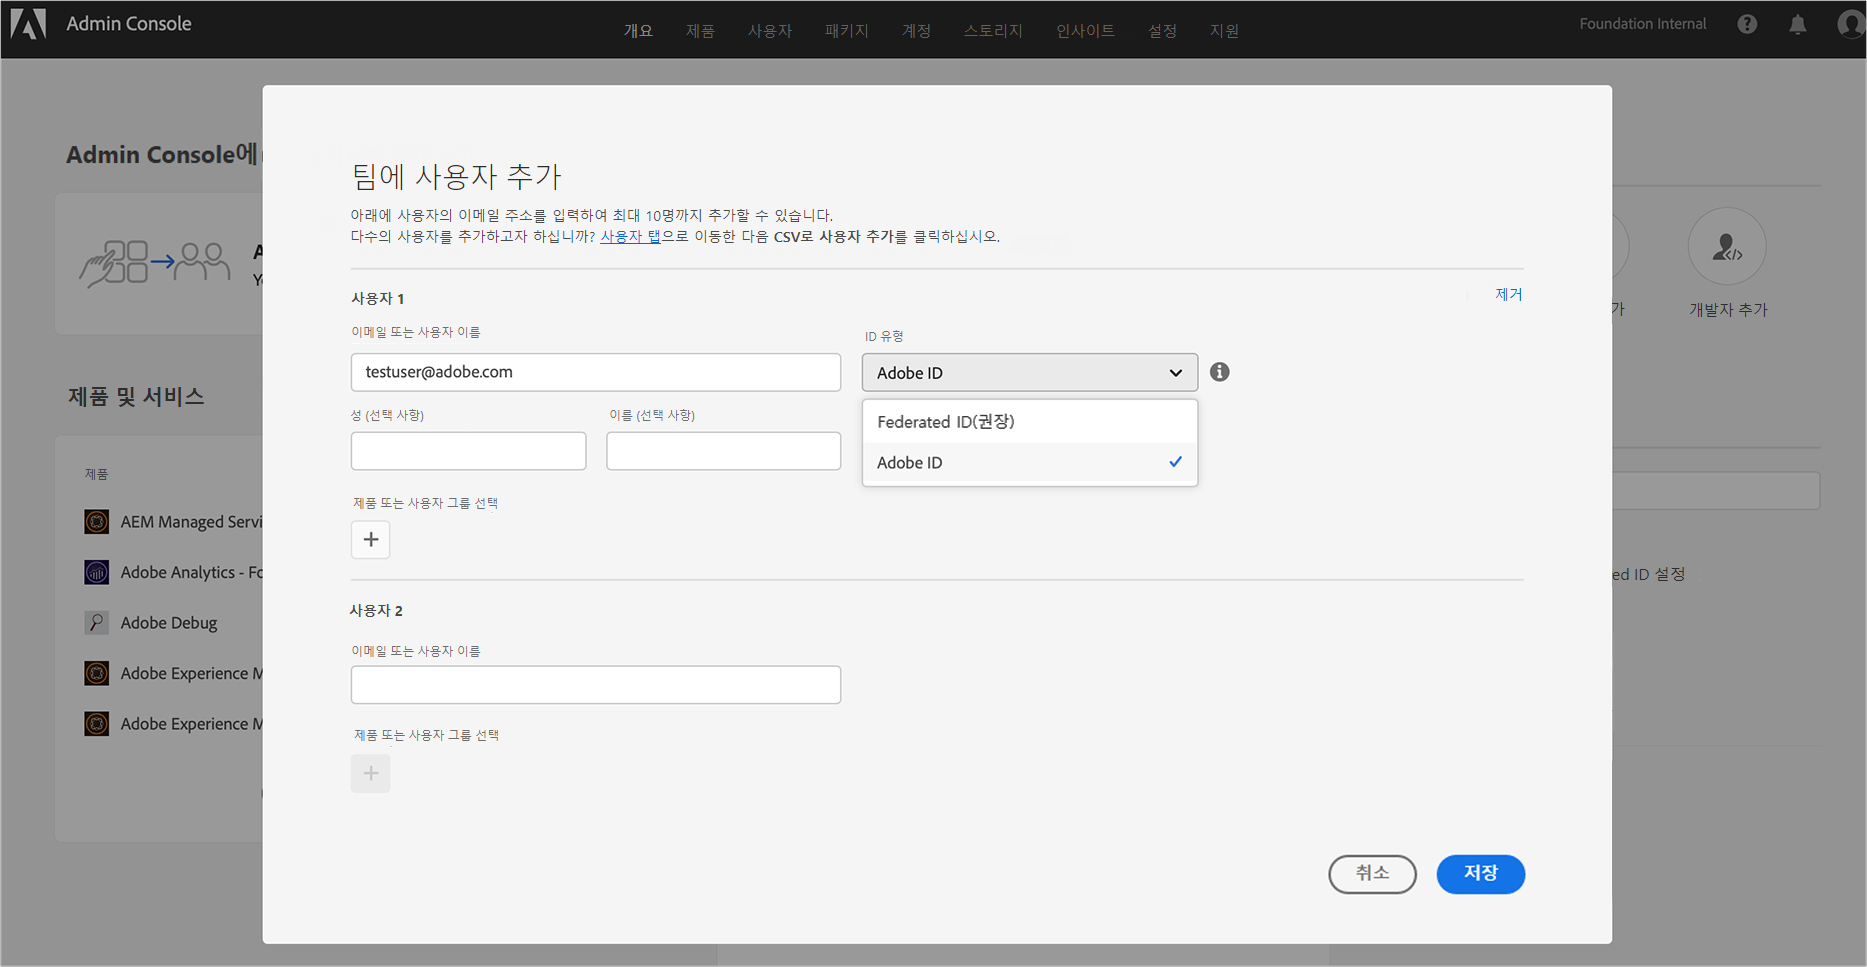 Admin Console
개요 제품 사용자 패키지 계정 스토리지 인사이트 설정 지원
Foundation Internal
Admin Console에
팀에 사용자 추가
아래에 사용자의 이메일 주소를 입력하여 최대 10명까지 추가할 수 있습니다.
다수의 사용자를 추가하고자 하십니까? 사용자 탭으로 이동한 다음 CSV로 사용자 추가를 클릭하십시오.
사용자 1
제거
이메일 또는 사용자 이름
ID 유형
testuser@adobe.com
Adobe ID
성 (선택 사항)
이름 (선택 사항)
Federated ID(권장)
Adobe ID
제품 또는 사용자 그룹 선택
사용자 2
이메일 또는 사용자 이름
제품 또는 사용자 그룹 선택
취소
저장
가
개발자 추가
제품 및 서비스
제품
AEM Managed Servi
Adobe Analytics - Fo
Adobe Debug
Adobe Experience M
Adobe Experience M
ed ID 설정